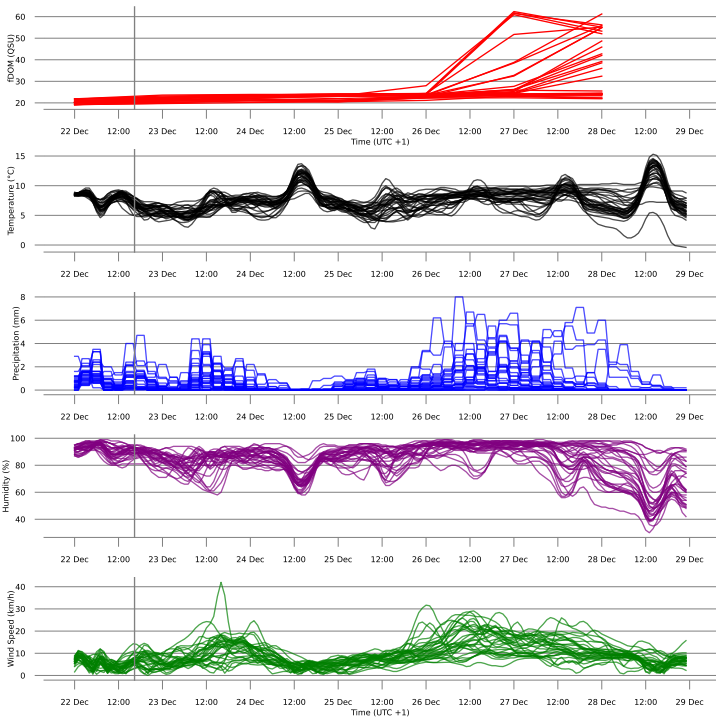 60
50
40
30
20
fDOM (QSU)
22 Dec 12:00 23 Dec 12:00 24 Dec 12:00 25 Dec 12:00 26 Dec 12:00 27 Dec 12:00 28 Dec 12:00 29 Dec
Time (UTC +1)
15
10
5
0
Temperature (°C)
22 Dec 12:00 23 Dec 12:00 24 Dec 12:00 25 Dec 12:00 26 Dec 12:00 27 Dec 12:00 28 Dec 12:00 29 Dec
8
6
4
2
0
Precipitation (mm)
22 Dec 12:00 23 Dec 12:00 24 Dec 12:00 25 Dec 12:00 26 Dec 12:00 27 Dec 12:00 28 Dec 12:00 29 Dec
100
80
60
40
Humidity (%)
22 Dec 12:00 23 Dec 12:00 24 Dec 12:00 25 Dec 12:00 26 Dec 12:00 27 Dec 12:00 28 Dec 12:00 29 Dec
40
30
20
10
0
Wind Speed (km/h)
22 Dec 12:00 23 Dec 12:00 24 Dec 12:00 25 Dec 12:00 26 Dec 12:00 27 Dec 12:00 28 Dec 12:00 29 Dec
Time (UTC +1)